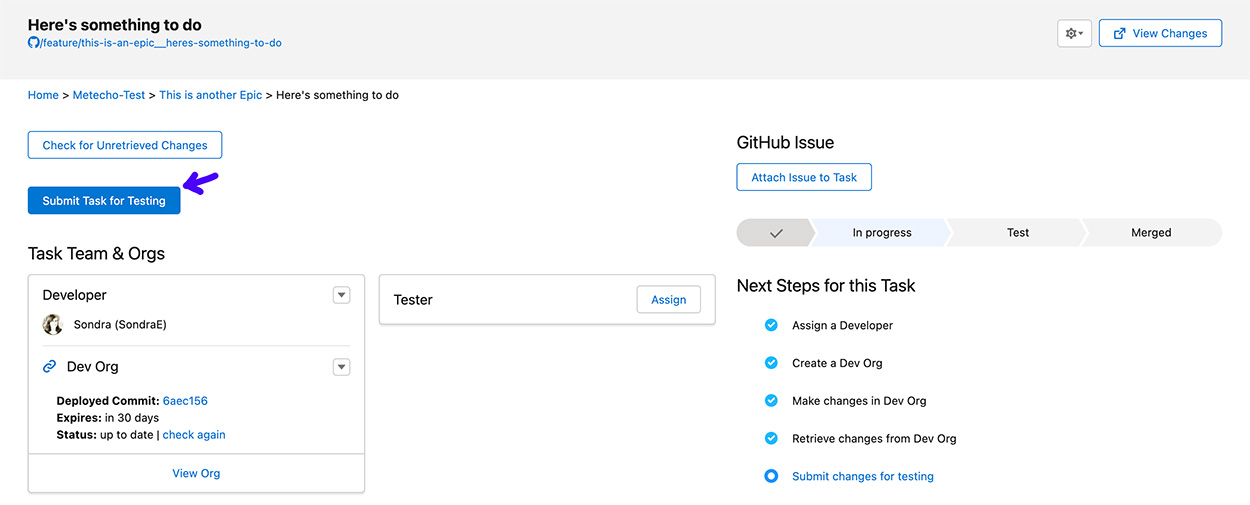 Here's something to do
/feature/this-is-an-epic__heres-something-to-do
View Changes
Home > Metecho-Test > This is another Epic > Here's something to do
Check for Unretrieved Changes
Submit Task for Testing
Task Team & Orgs
Developer
Sondra (SondraE)
Dev Org
Deployed Commit: 6aec156
Expires: in 30 days
Status: up to date | check again
View Org
Tester
Assign
GitHub Issue
Attach Issue to Task
In progress
Test
Merged
Next Steps for this Task
Assign a Developer
Create a Dev Org
Make changes in Dev Org
Retrieve changes from Dev Org
Submit changes for testing